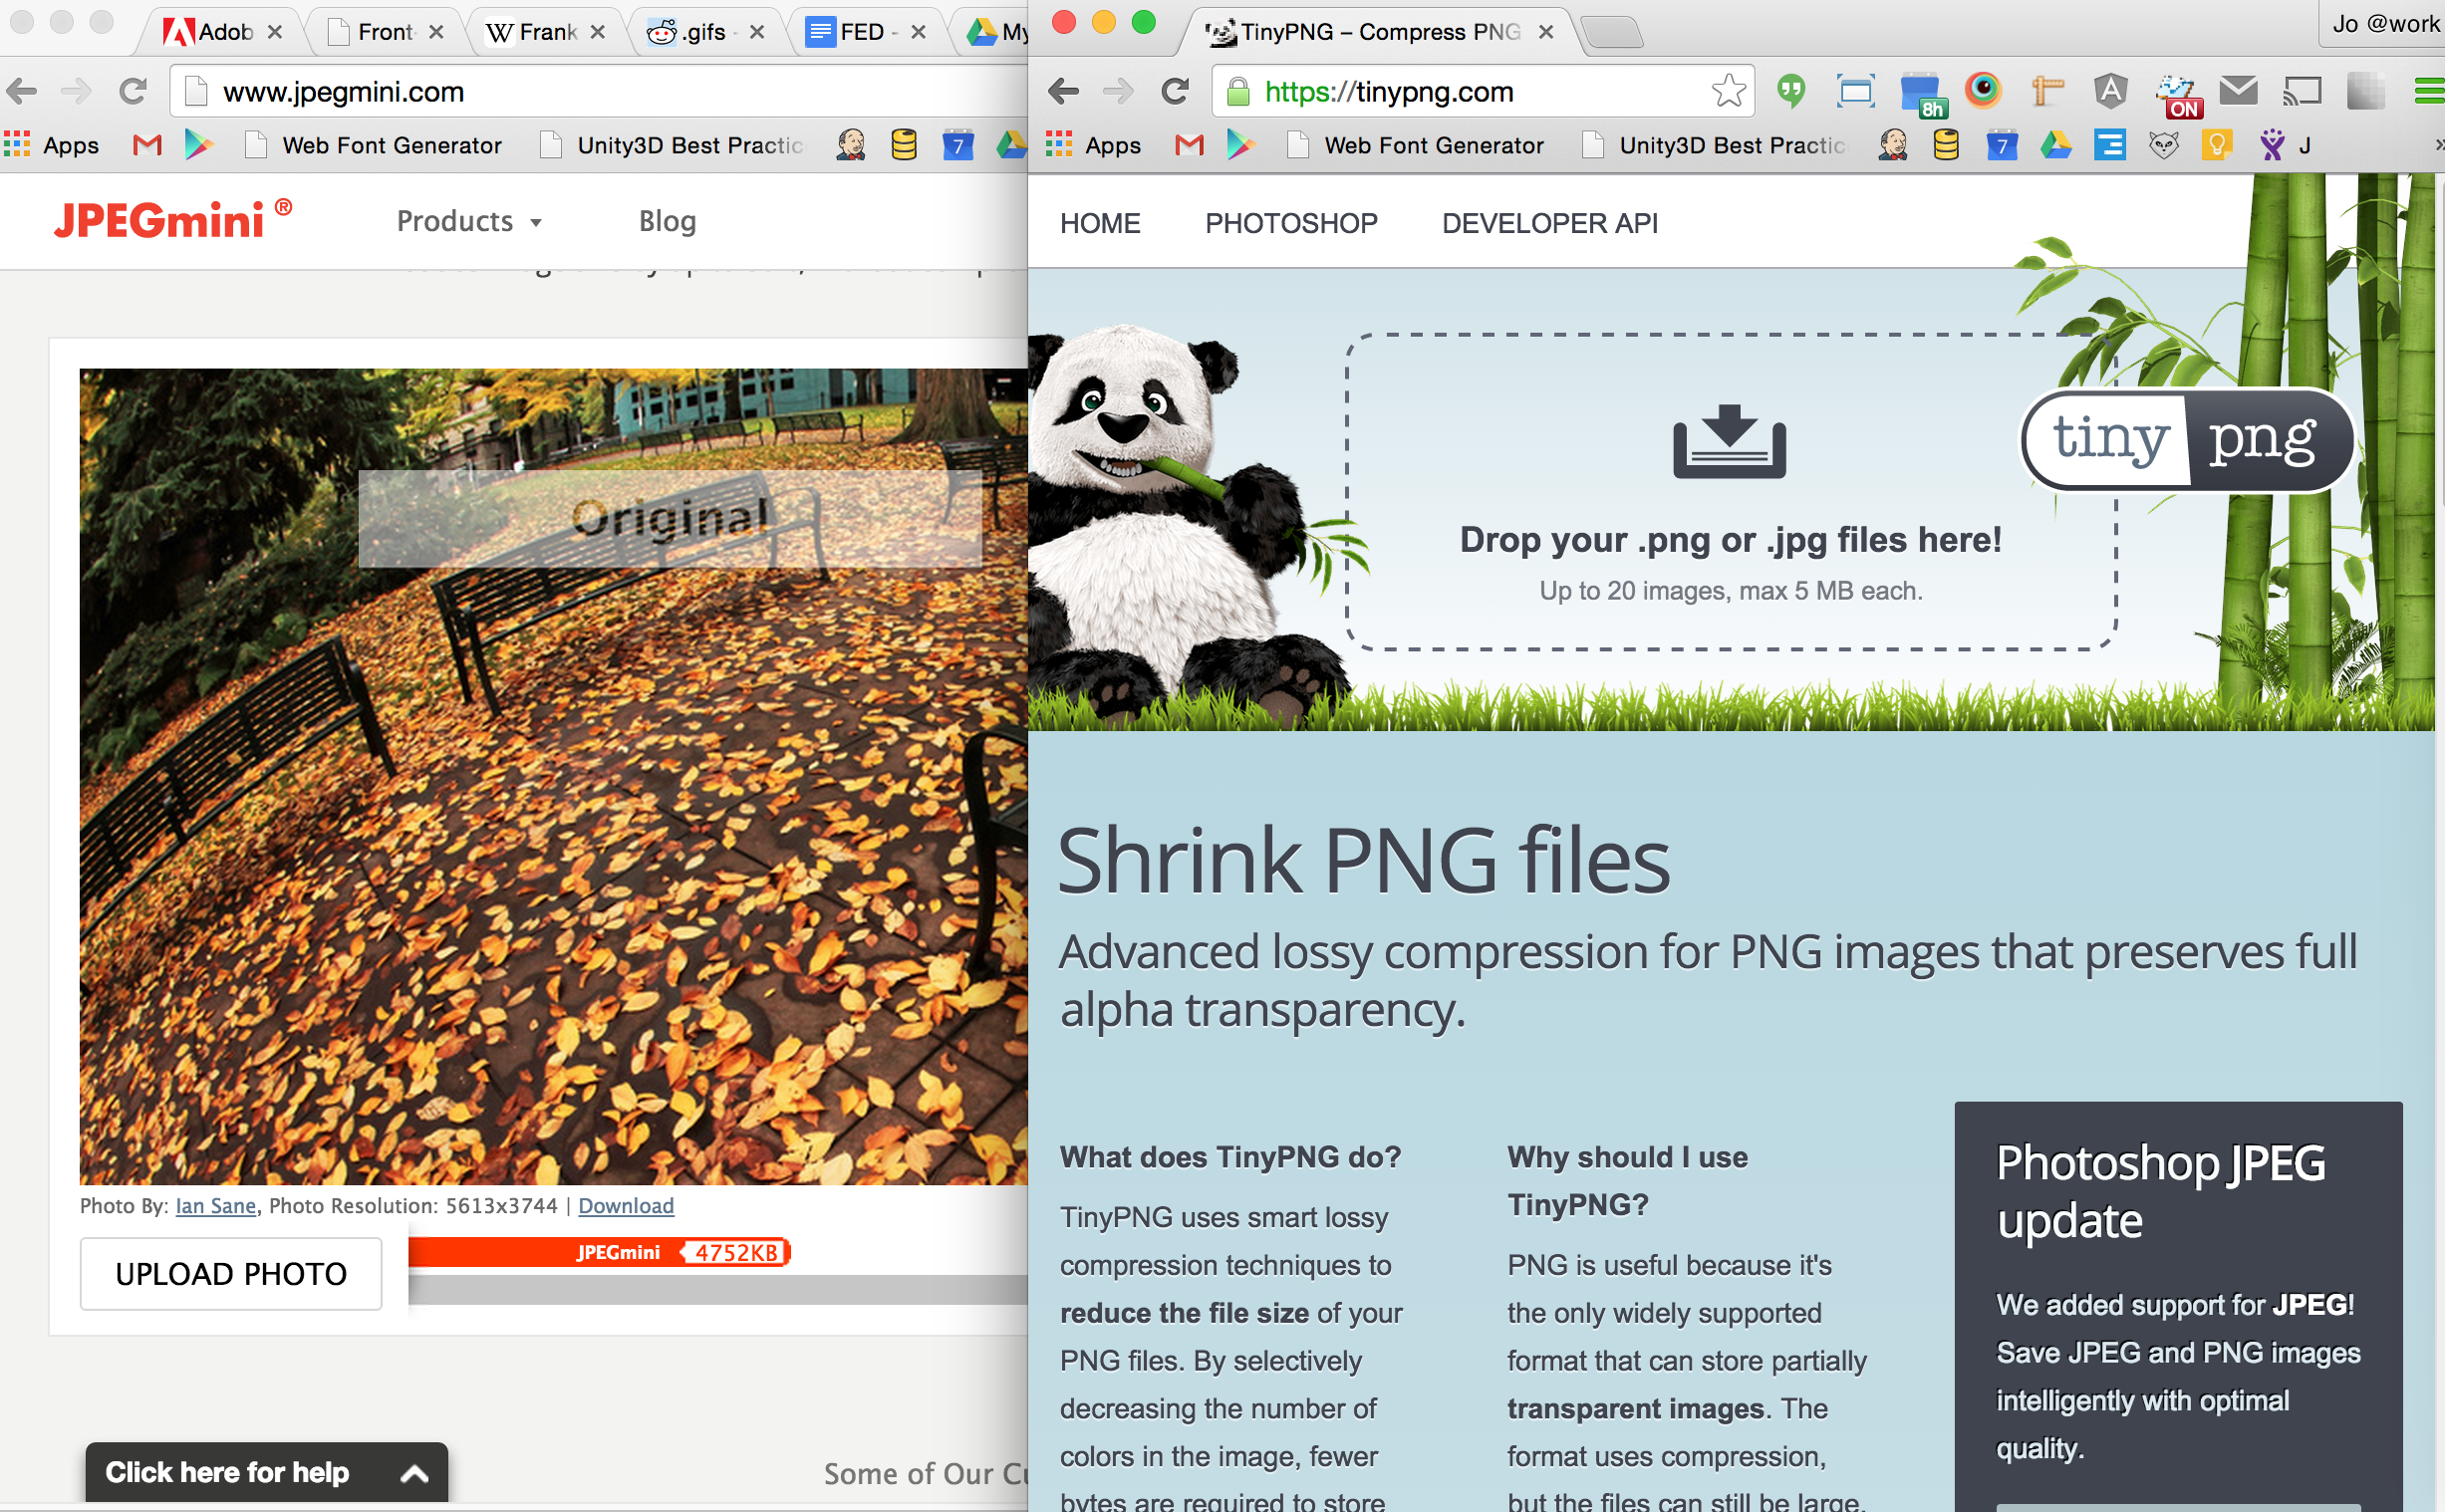 Adob
Front
Frank
.gifs -
FED -
My
www.jpegmini.com
Apps
Web Font Generator
Unity3D Best Practic
7
JPEGmini ®
Products
Blog
Original
Photo By: Ian Sane, Photo Resolution: 5613x3744 | Download
UPLOAD PHOTO
JPEGmini
4752KB
Click here for help
Some of Our Cu
TinyPNG – Compress PNG
Jo @work
https://tinypng.com
8h
ON
Apps
Web Font Generator
Unity3D Best Practic
7
J
HOME
PHOTOSHOP
DEVELOPER API
tiny png
Drop your .png or .jpg files here!
Up to 20 images, max 5 MB each.
Shrink PNG files
Advanced lossy compression for PNG images that preserves full
alpha transparency.
What does TinyPNG do?
TinyPNG uses smart lossy
compression techniques to
reduce the file size of your
PNG files. By selectively
decreasing the number of
colors in the image, fewer
bytes are required to store
Why should I use
TinyPNG?
PNG is useful because it's
the only widely supported
format that can store partially
transparent images. The
format uses compression,
but the files can still be large.
Photoshop JPEG
update
We added support for JPEG!
Save JPEG and PNG images
intelligently with optimal
quality.